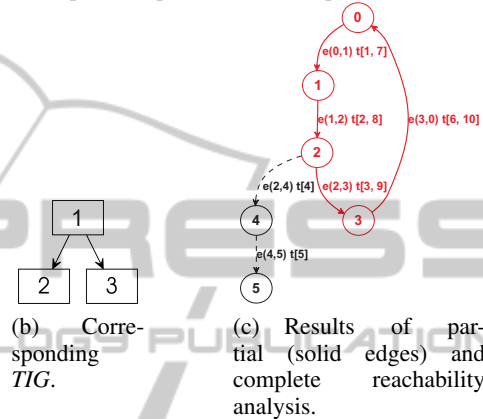 0
e(0,1) t[1, 7]
1
e(1,2) t[2, 8]
e(3,0) t[6, 10]
2
e(2,4) t[4]
e(2,3) t[3, 9]
4
3
e(4,5) t[5]
5
1
2
3
(b) Corre-
sponding
TIG.
(c) Results of par-
tial (solid edges) and
complete reachability
analysis.